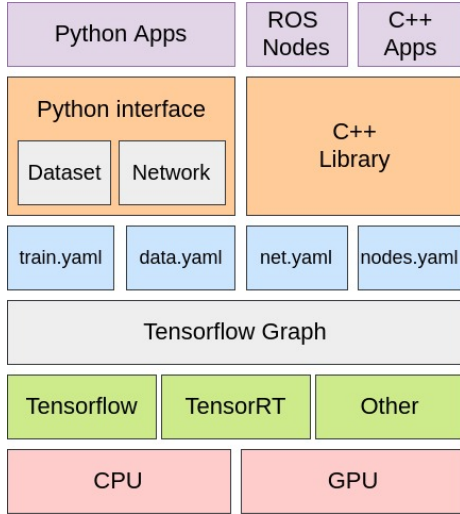 Python Apps
ROS
Nodes
C++
Apps
Python interface
Dataset
Network
C++
Library
train.yaml
data.yaml
net.yaml
nodes.yaml
Tensorflow Graph
Tensorflow
TensorRT
Other
CPU
GPU